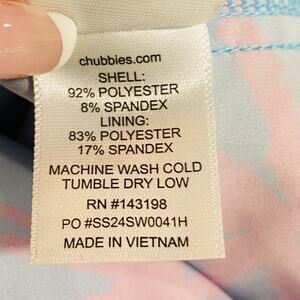 chubbies.com
SHELL:
92% POLYESTER
8% SPANDEX
LINING:
83% POLYESTER
17% SPANDEX
MACHINE WASH COLD
TUMBLE DRY LOW
RN #143198
PO #SS24SW0041H
MADE IN VIETNAM